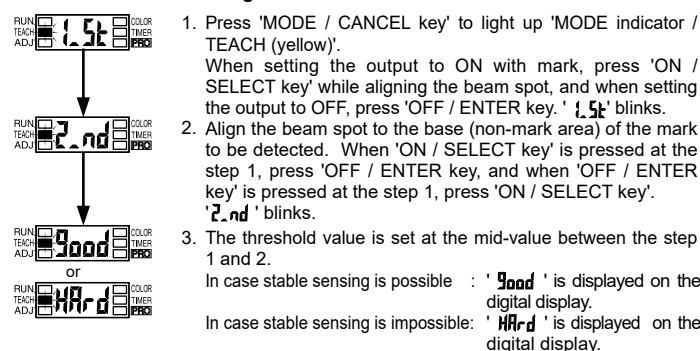 RUN COLOR
TEACH 1_St TIMER
ADJ PRO
RUN COLOR
TEACH 2_nd TIMER
ADJ PRO
RUN COLOR
TEACH good TIMER
ADJ PRO
or
RUN COLOR
TEACH HArd TIMER
ADJ PRO
1. Press 'MODE / CANCEL key' to light up 'MODE indicator /
TEACH (yellow)'.
When setting the output to ON with mark, press 'ON /
SELECT key' while aligning the beam spot, and when setting
the output to OFF, press 'OFF / ENTER key. ' 1_St' blinks.
2. Align the beam spot to the base (non-mark area) of the mark
to be detected. When 'ON / SELECT key' is pressed at the
step 1, press 'OFF / ENTER key, and when 'OFF / ENTER
key' is pressed at the step 1, press 'ON / SELECT key'.
'2_nd ' blinks.
3. The threshold value is set at the mid-value between the step
1 and 2.
In case stable sensing is possible : ' good ' is displayed on the
digital display.
In case stable sensing is impossible: ' HArd ' is displayed on the
digital display.